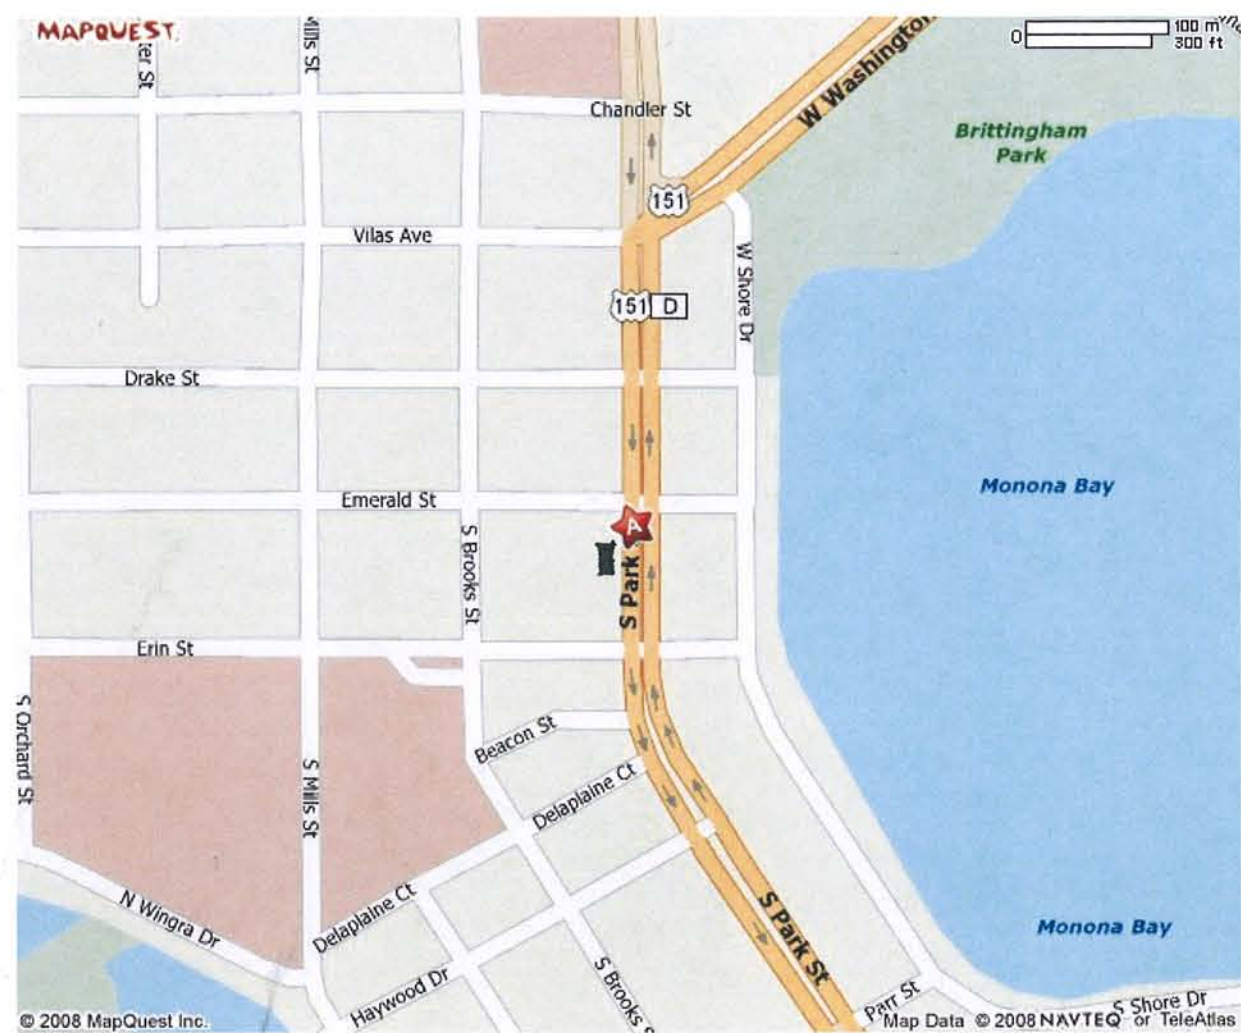 MAPQUEST.
ter St
Mills St
0
100 m
300 ft
W Washington
Chandler St
Brittingham
Park
151
Vilas Ave
W Shore Dr
151
D
Drake St
Monona Bay
Emerald St
A
S Brooks St
S Park
Erin St
S Orchard St
S Mills St
Beacon St
Delaplaine Ct
N Wingra Dr
Delaplaine Ct
S Park St
Monona Bay
Haywood Dr
S Brooks S
Parr St
S Shore Dr
© 2008 MapQuest Inc.
Map Data © 2008 NAVTEQ or TeleAtlas